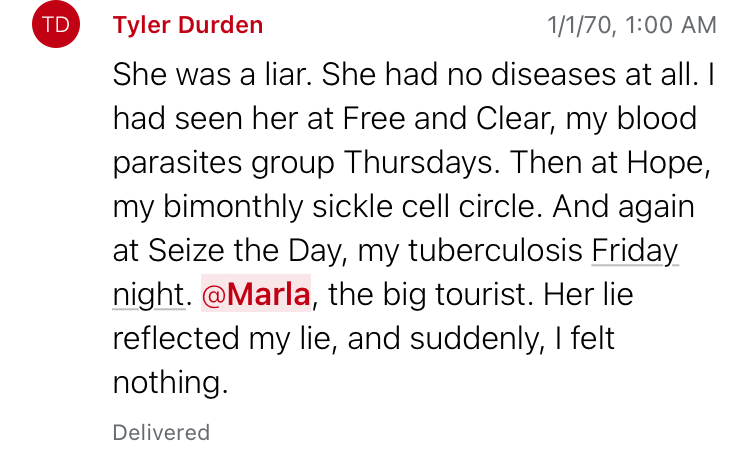 TD
Tyler Durden
1/1/70, 1:00 AM
She was a liar. She had no diseases at all. I
had seen her at Free and Clear, my blood
parasites group Thursdays. Then at Hope,
my bimonthly sickle cell circle. And again
at Seize the Day, my tuberculosis Friday
night. @Marla, the big tourist. Her lie
reflected my lie, and suddenly, I felt
nothing.
Delivered